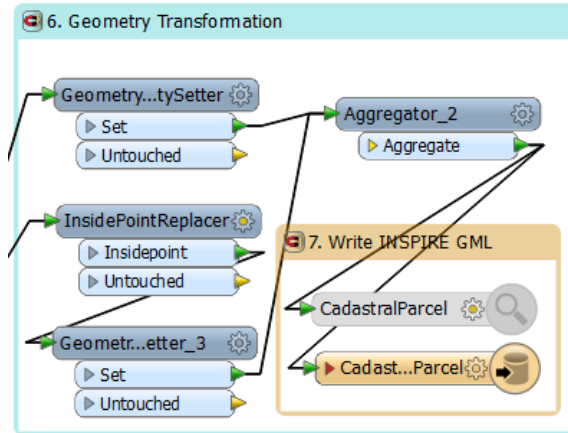 6. Geometry Transformation
Geometry...tySetter
Set
Untouched
Aggregator_2
Aggregate
InsidePointReplacer
Insidepoint
Untouched
7. Write INSPIRE GML
CadastralParcel
Cadast...Parcel
Geometr...etter_3
Set
Untouched